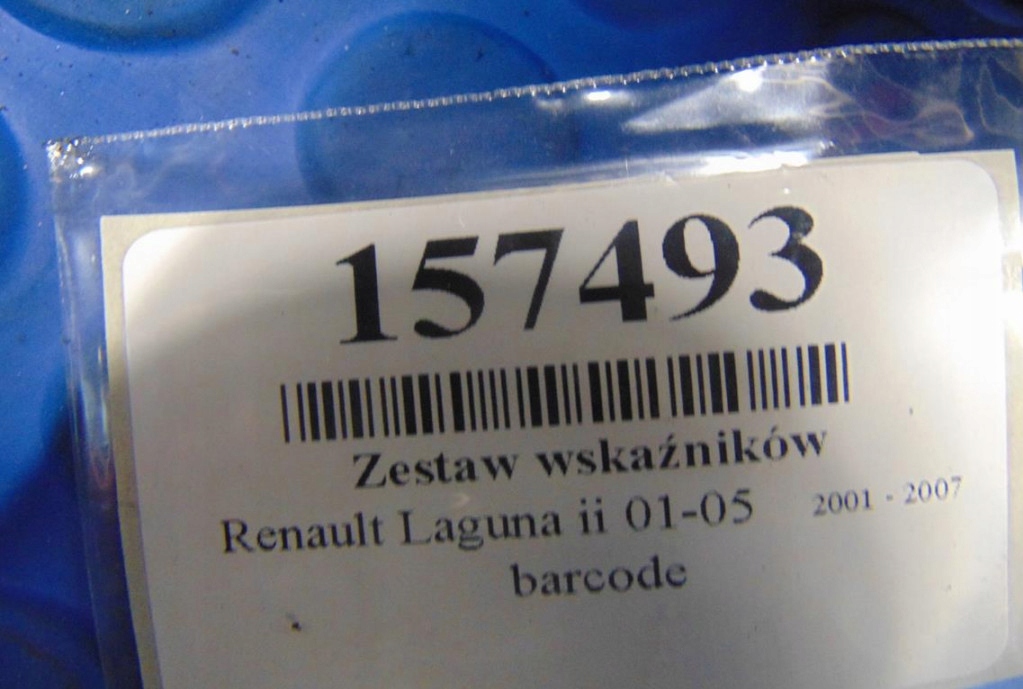 157493
Zestaw wskaźników
Renault Laguna ii 01-05 2001 - 2007
barcode